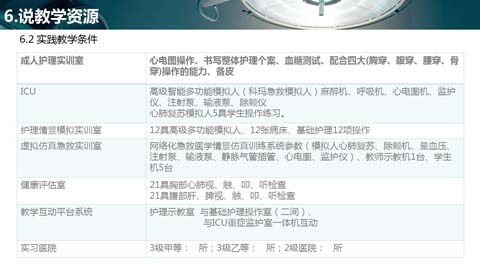 6.说教学资源
6.2 实践教学条件
成人护理实训室 心电图操作、书写整体护理个案、血糖测试、配合四大(胸穿、腹穿、腰穿、骨
穿)操作的能力、备皮
ICU 高级智能多功能模拟人（科玛急救模拟人）麻醉机、呼吸机、心电图机、监护
仪、注射泵、输液泵、除颤仪
心肺复苏模拟人5具学生操作练习。
护理情景模拟实训室 12具高级多功能模拟人、12张病床、基础护理12项操作
虚拟仿真急救实训室 网络化急救医学情景仿真训练系统参数（模拟人心肺复苏、除颤机、量血压、
注射泵、输液泵、静脉气管插管、心电图、监护仪）、教师示教机1台、学生
机5台
健康评估室 21具胸部心肺视、触、叩、听检查
21具腹部肝、脾视、触、叩、听检查
教学互动平台系统 护理示教室 与基础护理操作室（二间）、
与ICU重症监护室一体机互动
实习医院 3级甲等： 所；3级乙等： 所；2级医院： 所